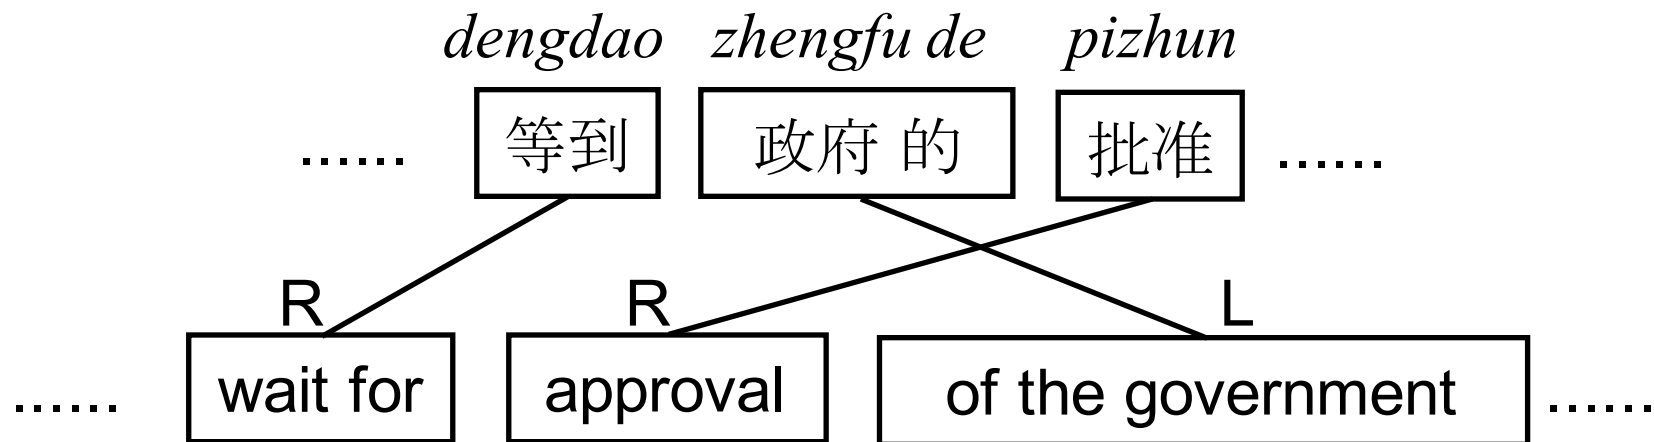 dengdao zhengfu de pizhun
...... 等到 政府 的 批准 ......
R R L
...... wait for approval of the government ......